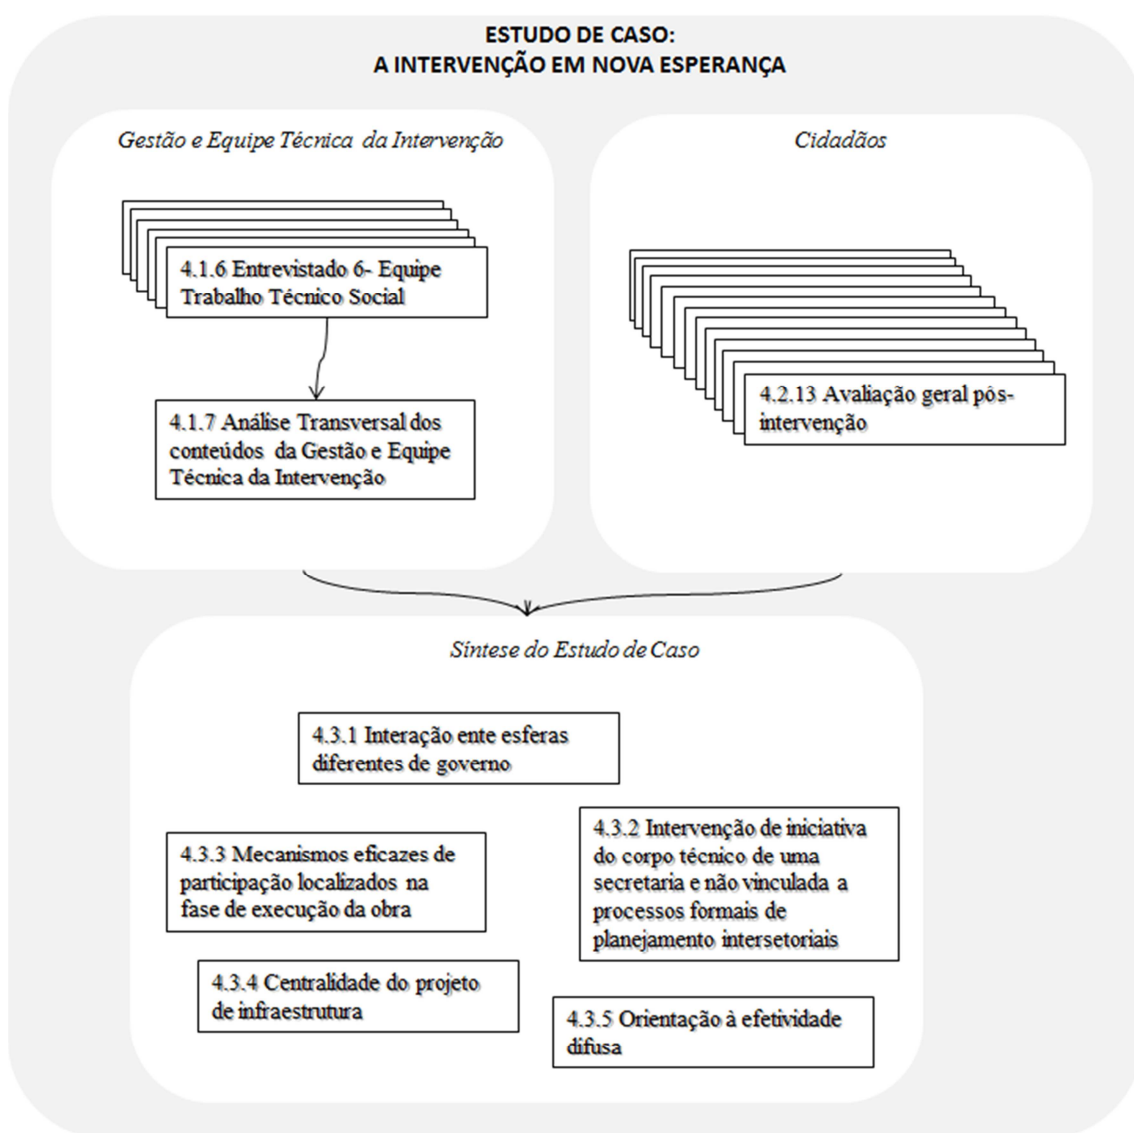 ESTUDO DE CASO:
A INTERVENÇÃO EM NOVA ESPERANÇA
Gestão e Equipe Técnica da Intervenção
4.1.6 Entrevistado 6- Equipe
Trabalho Técnico Social
4.1.7 Análise Transversal dos
conteúdos da Gestão e Equipe
Técnica da Intervenção
Cidadãos
4.2.13 Avaliação geral pós-
intervenção
Síntese do Estudo de Caso
4.3.1 Interação ente esferas
diferentes de governo
4.3.2 Intervenção de iniciativa
do corpo técnico de uma
secretaria e não vinculada a
processos formais de
planejamento intersetoriais
4.3.3 Mecanismos eficazes de
participação localizados na
fase de execução da obra
4.3.4 Centralidade do projeto
de infraestrutura
4.3.5 Orientação à efetividade
difusa